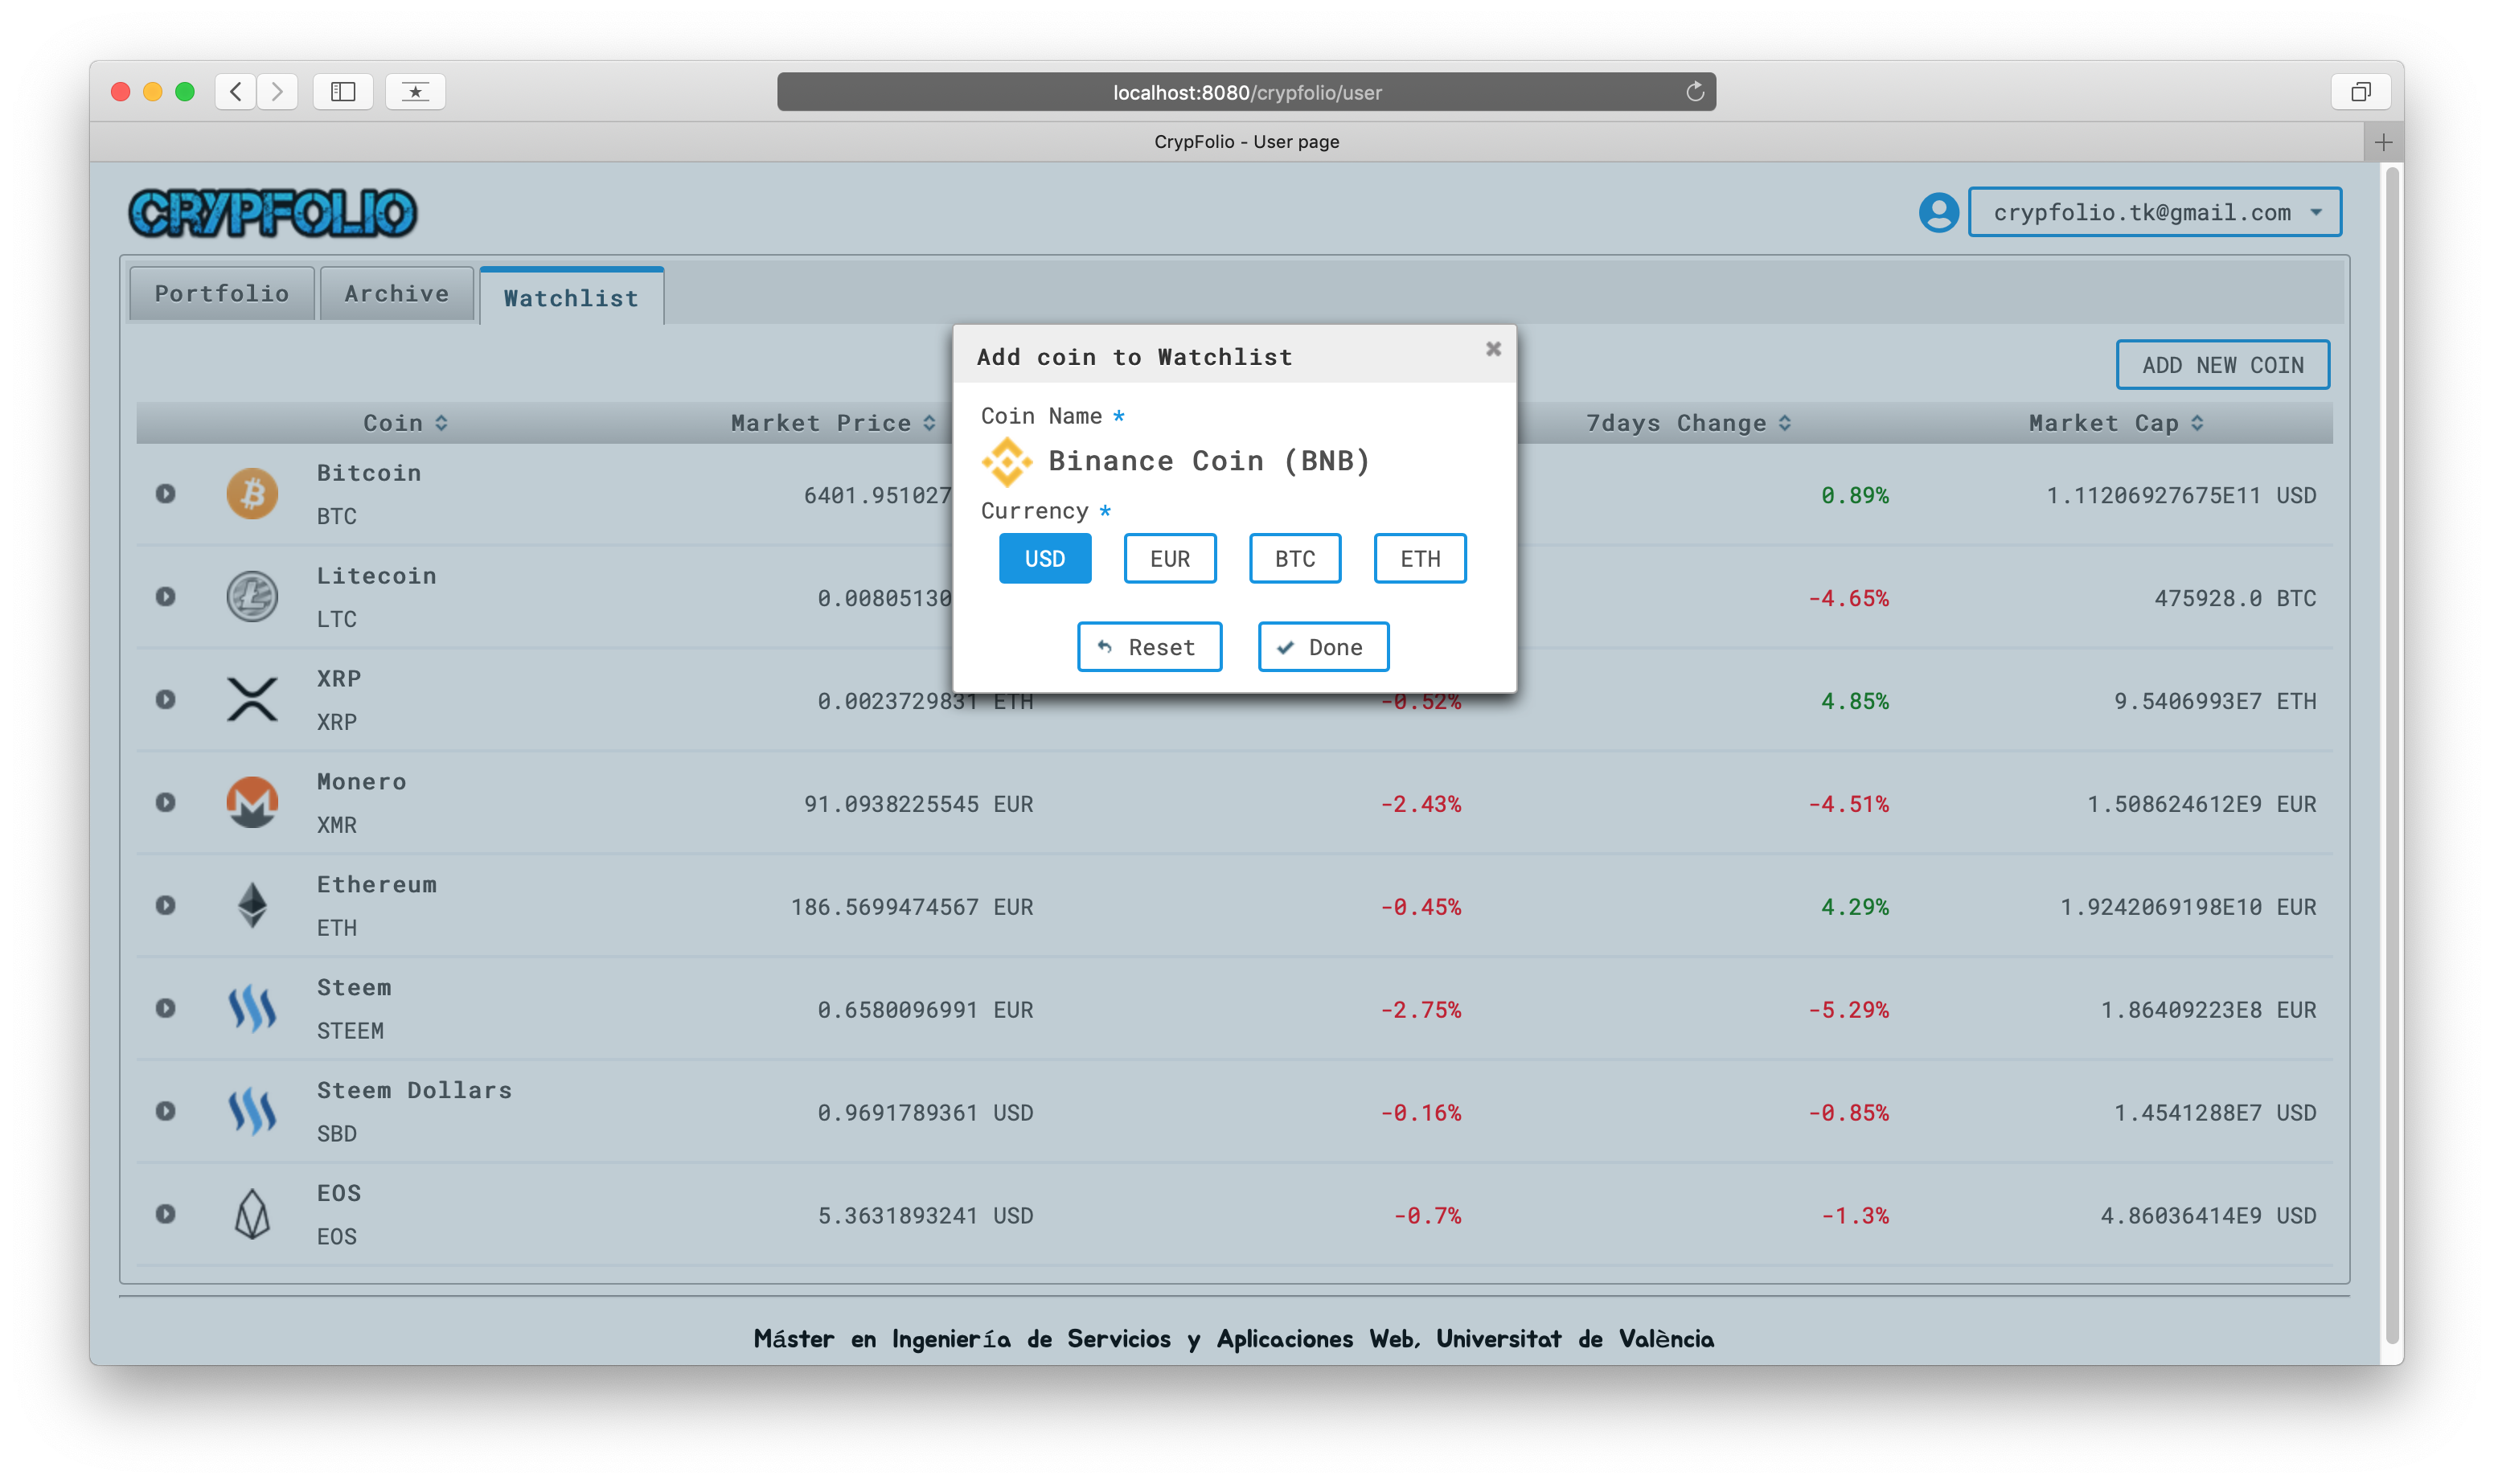 localhost:8080/crypfolio/user
CrypFolio - User page
CRYPFOLIO
crypfolio.tk@gmail.com
Portfolio Archive Watchlist
ADD NEW COIN
Add coin to Watchlist
Coin Name *
Binance Coin (BNB)
Currency *
USD EUR BTC ETH
Reset Done
Coin Market Price 7days Change Market Cap
Bitcoin
BTC
6401.951027 0.89% 1.11206927675E11 USD
Litecoin
LTC
0.00805130 -4.65% 475928.0 BTC
XRP
XRP
0.0023729831 ETH -0.52% 4.85% 9.5406993E7 ETH
Monero
XMR
91.0938225545 EUR -2.43% -4.51% 1.508624612E9 EUR
Ethereum
ETH
186.5699474567 EUR -0.45% 4.29% 1.9242069198E10 EUR
Steem
STEEM
0.6580096991 EUR -2.75% -5.29% 1.86409223E8 EUR
Steem Dollars
SBD
0.9691789361 USD -0.16% -0.85% 1.4541288E7 USD
EOS
EOS
5.3631893241 USD -0.7% -1.3% 4.86036414E9 USD
Máster en Ingeniería de Servicios y Aplicaciones Web, Universitat de València